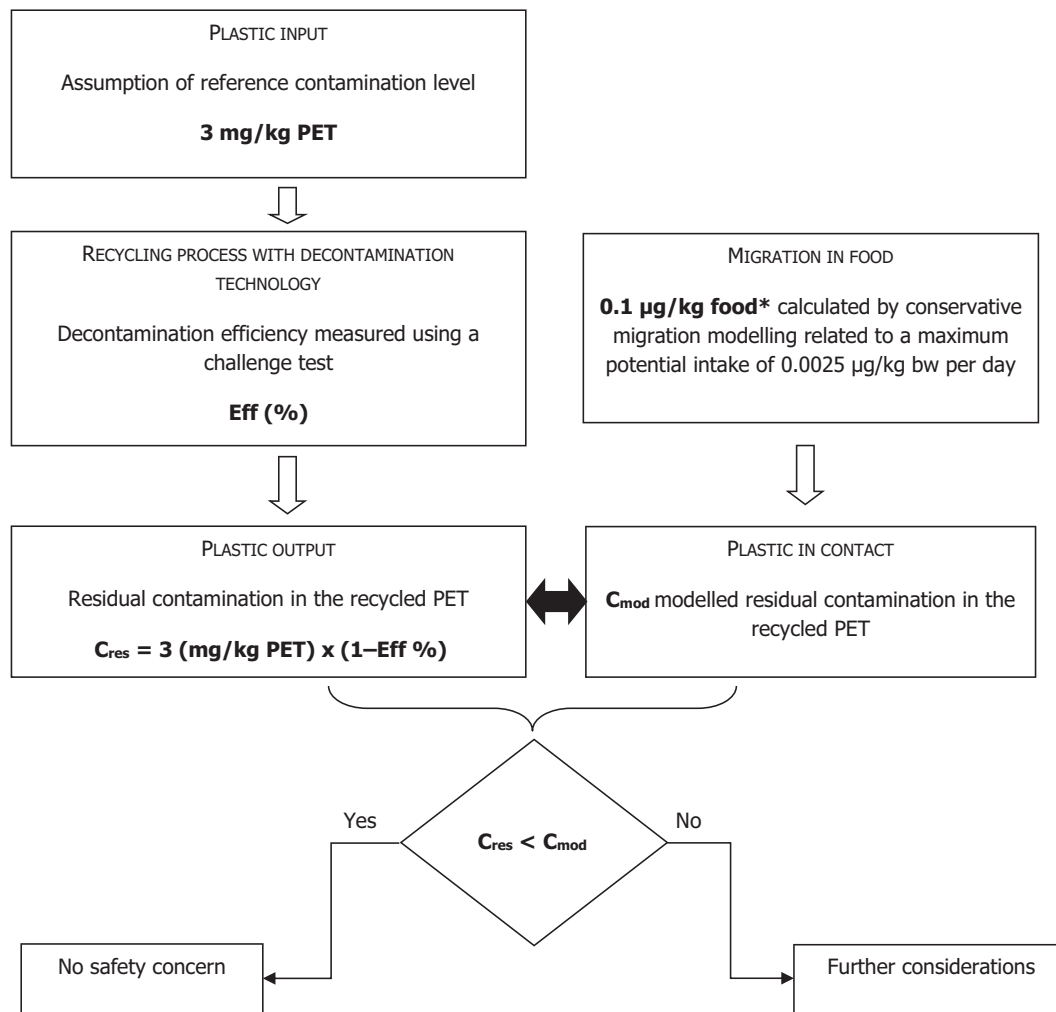 PLASTIC INPUT
Assumption of reference contamination level
3 mg/kg PET
RECYCLING PROCESS WITH DECONTAMINATION
TECHNOLOGY
Decontamination efficiency measured using a
challenge test
Eff (%)
MIGRATION IN FOOD
0.1 µg/kg food* calculated by conservative
migration modelling related to a maximum
potential intake of 0.0025 µg/kg bw per day
PLASTIC OUTPUT
Residual contamination in the recycled PET
Cres = 3 (mg/kg PET) x (1–Eff %)
PLASTIC IN CONTACT
Cmod modelled residual contamination in the
recycled PET
Yes
Cres < Cmod
No
No safety concern
Further considerations